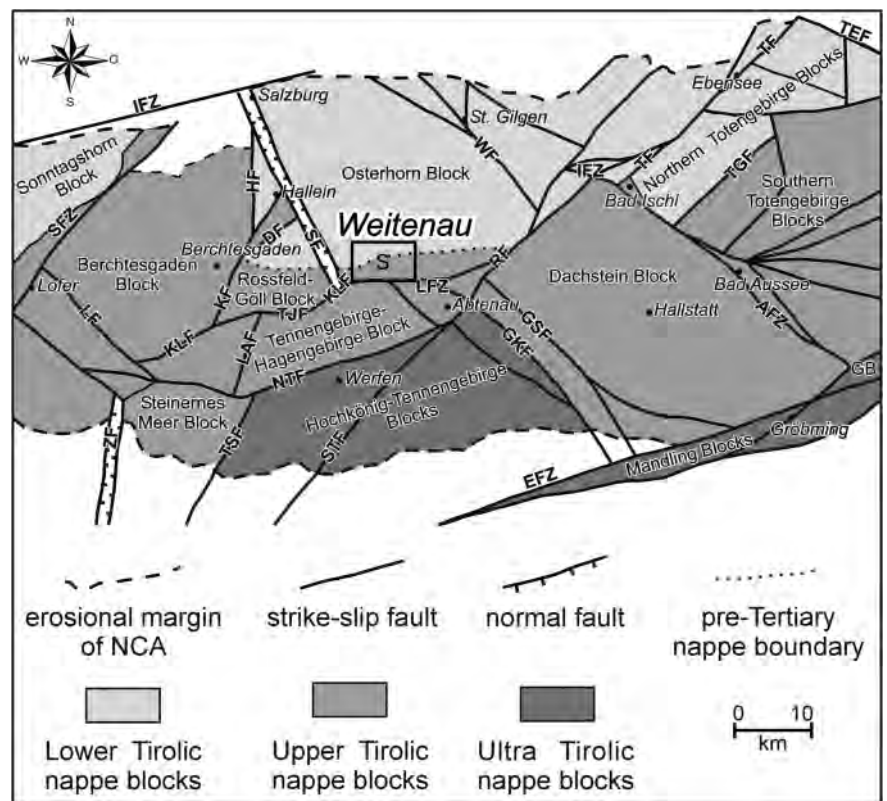 N
W O
S
IFZ
TEF
TF
Ebensee
Salzburg
St. Gilgen
Northern Totengebirge Blocks
Sonntagshorn
Block
WF
HF
Osterhorn Block
IFZ
TF
TGF
Hallein
Bad Ischl
Southern
Totengebirge
Blocks
SFZ
DF
SF
Weitenau
Berchtesgaden
Berchtesgaden
Block
S
RF
Lofer
KF
Rossfeld-
Göll Block
KLF
LFZ
Dachstein Block
Bad Aussee
LF
TJF
Abtenau
Hallstatt
AFZ
KLF
LAF
Tennengebirge-
Hagengebirge Block
GSF
GKF
NTF
Werfen
GB
Steinernes
Meer Block
Hochkönig-Tennengebirge
Blocks
Gröbming
ZF
TSF
STF
Mandling Blocks
EFZ
erosional margin
of NCA
strike-slip fault
normal fault
pre-Tertiary
nappe boundary
0 10
km
Lower Tirolic
nappe blocks
Upper Tirolic
nappe blocks
Ultra Tirolic
nappe blocks